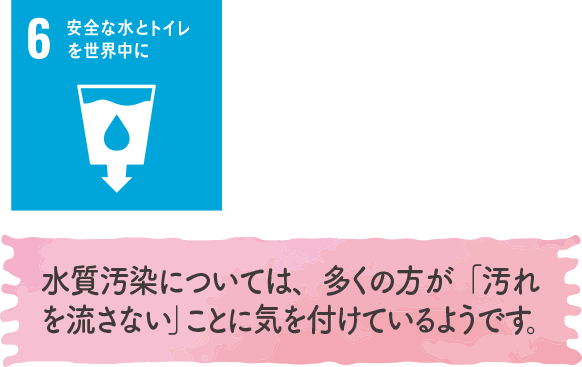 6 安全な水とトイレ
を世界中に
水質汚染については、多くの方が「汚れ
を流さない」ことに気を付けているようです。